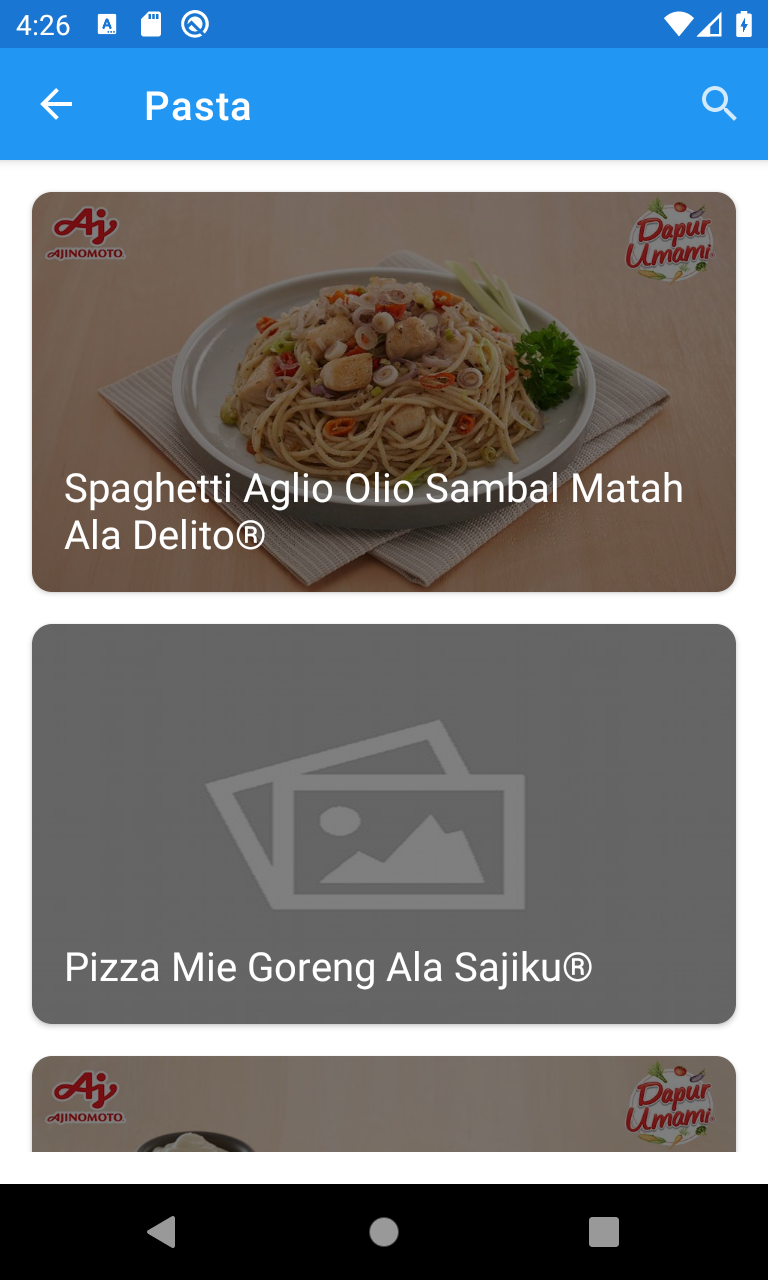 4:26
Pasta
AJINOMOTO
Dapur
Umami
Spaghetti Aglio Olio Sambal Matah
Ala Delito®
Pizza Mie Goreng Ala Sajiku®
AJINOMOTO
Dapur
Umami